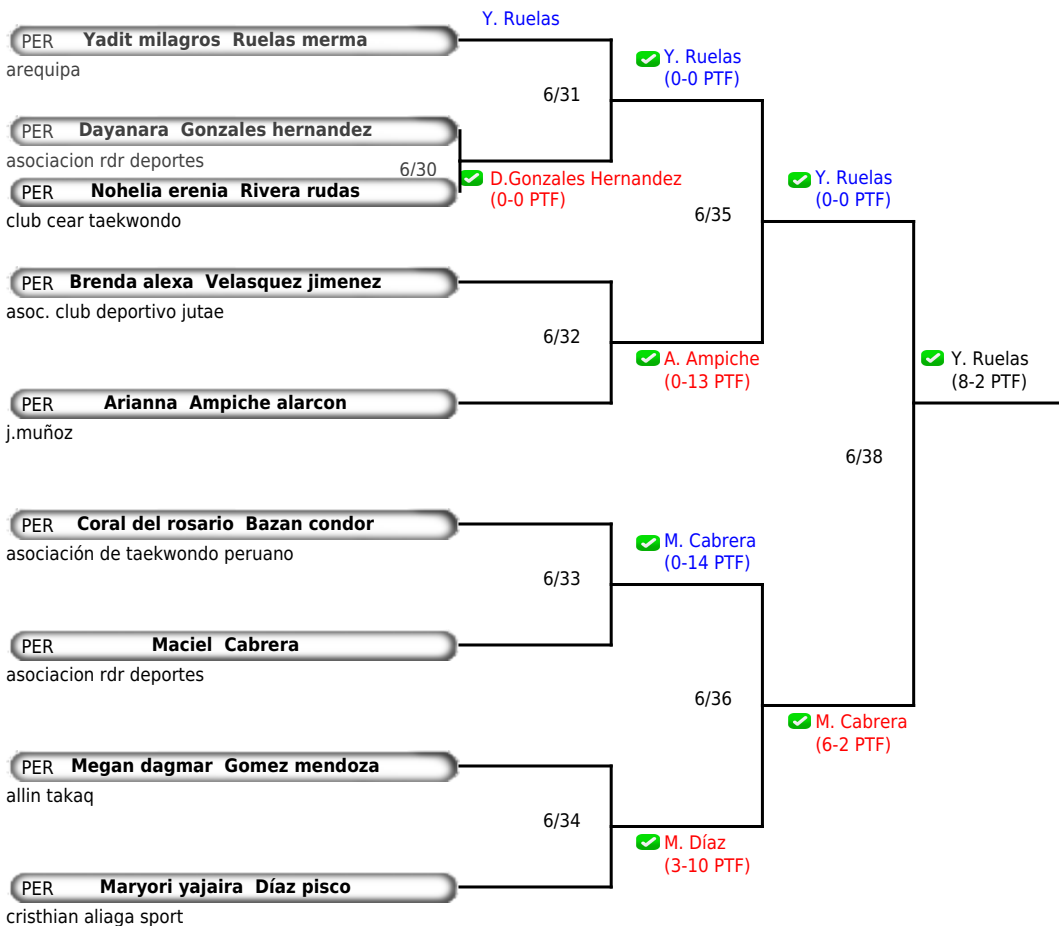 Y. Ruelas
PER Yadit milagros Ruelas merma
arequipa
Y. Ruelas
(0-0 PTF)
6/31
PER Dayanara Gonzales hernandez
asociacion rdr deportes
6/30
D.Gonzales Hernandez
(0-0 PTF)
PER Nohelia erenia Rivera rudas
club cear taekwondo
Y. Ruelas
(0-0 PTF)
6/35
PER Brenda alexa Velasquez jimenez
asoc. club deportivo jutae
6/32
A. Ampiche
(0-13 PTF)
Y. Ruelas
(8-2 PTF)
PER Arianna Ampiche alarcon
j.muñoz
6/38
PER Coral del rosario Bazan condor
asociación de taekwondo peruano
M. Cabrera
(0-14 PTF)
6/33
PER Maciel Cabrera
asociacion rdr deportes
6/36
M. Cabrera
(6-2 PTF)
PER Megan dagmar Gomez mendoza
allin takaq
6/34
M. Díaz
(3-10 PTF)
PER Maryori yajaira Díaz pisco
cristhian aliaga sport